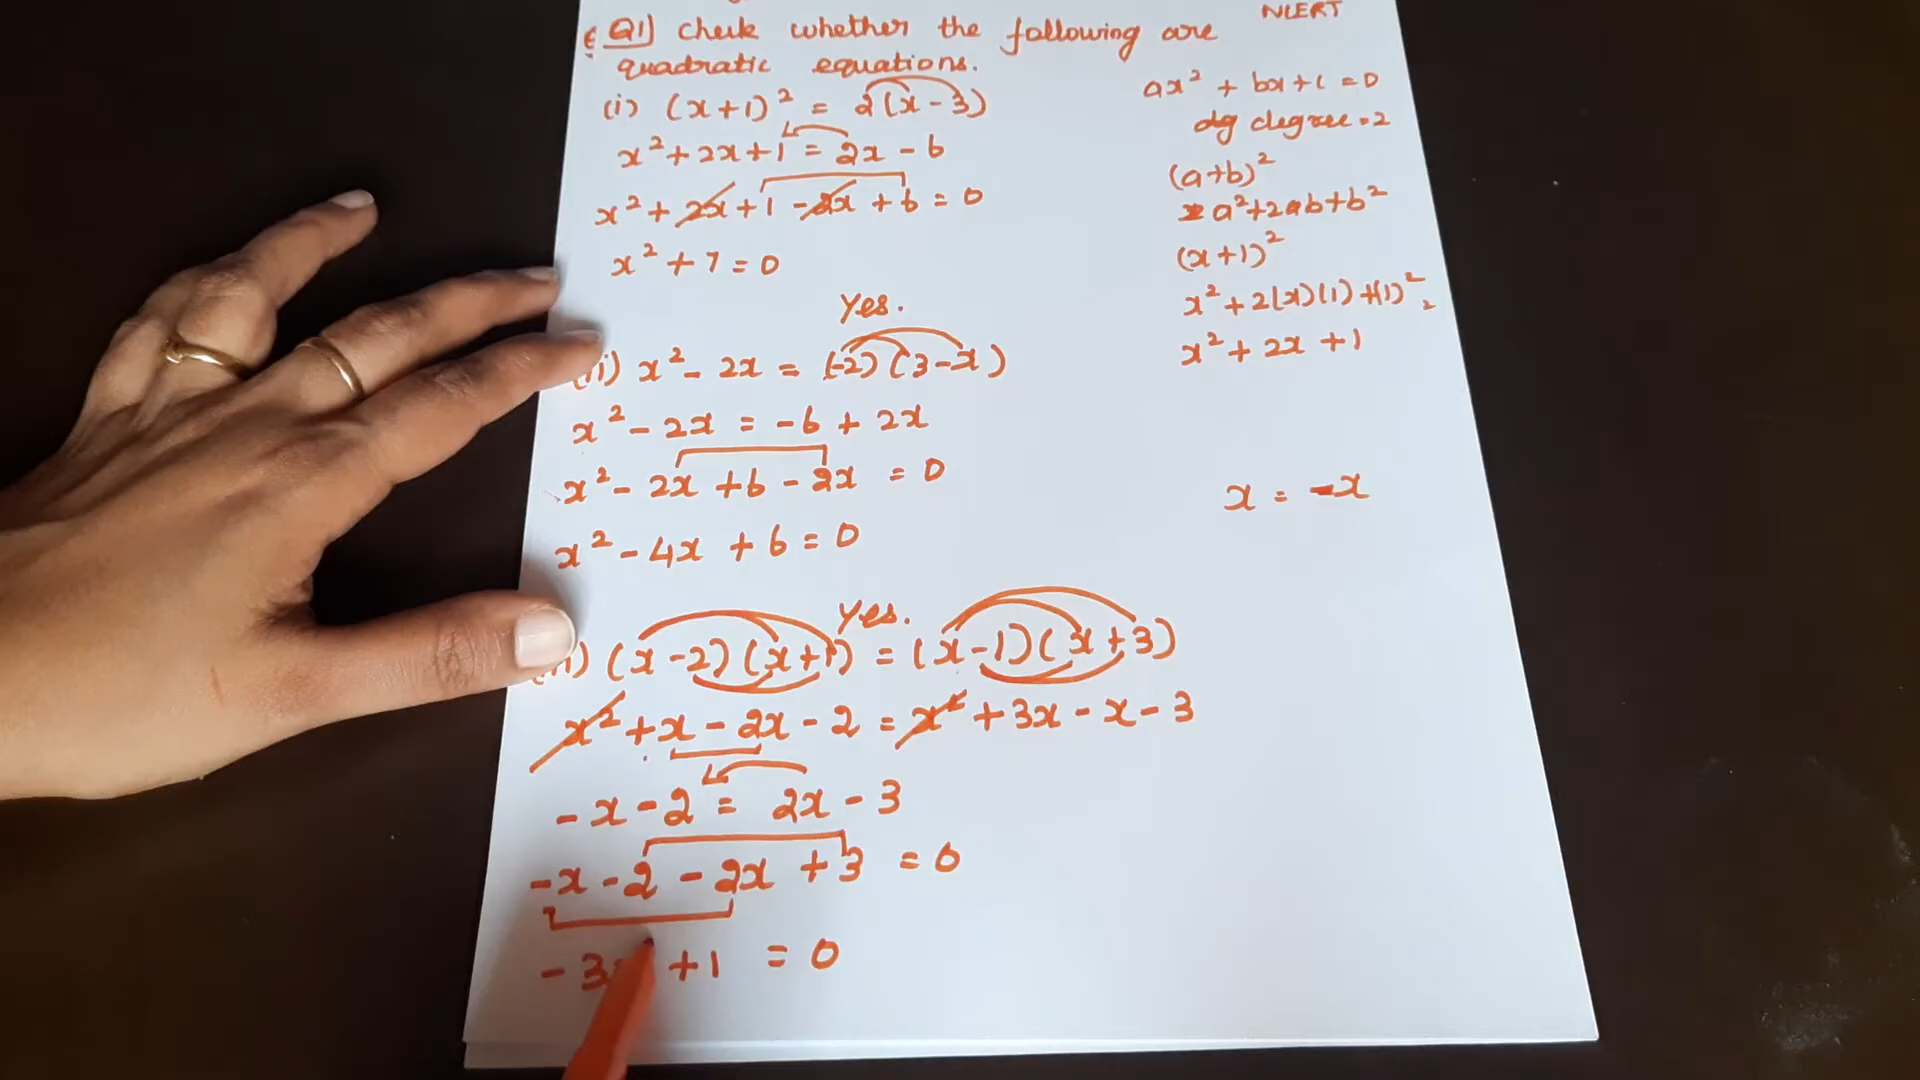 Q1) check whether the following are
quadratic equations.
(i) (x+1)² = 2(x-3)
x²+2x+1 = 2x-6
x²+2x+1-2x+6=0
x²+7=0
Yes.
x²-2x = (-2)(3-x)
x²-2x = -6+2x
x²-2x+6-2x =0
x²-4x+6=0
Yes.
(x-2)(x+1) = (x-1)(x+3)
x²+x-2x-2 = x²+3x-x-3
-x-2 = 2x-3
-x-2-2x+3 =0
+1 =0
NCERT
ax²+bx+c=0
degree=2
(a+b)²
a²+2ab+b²
(x+1)²
x²+2(x)(1)+(1)²
x²+2x+1
x = -x